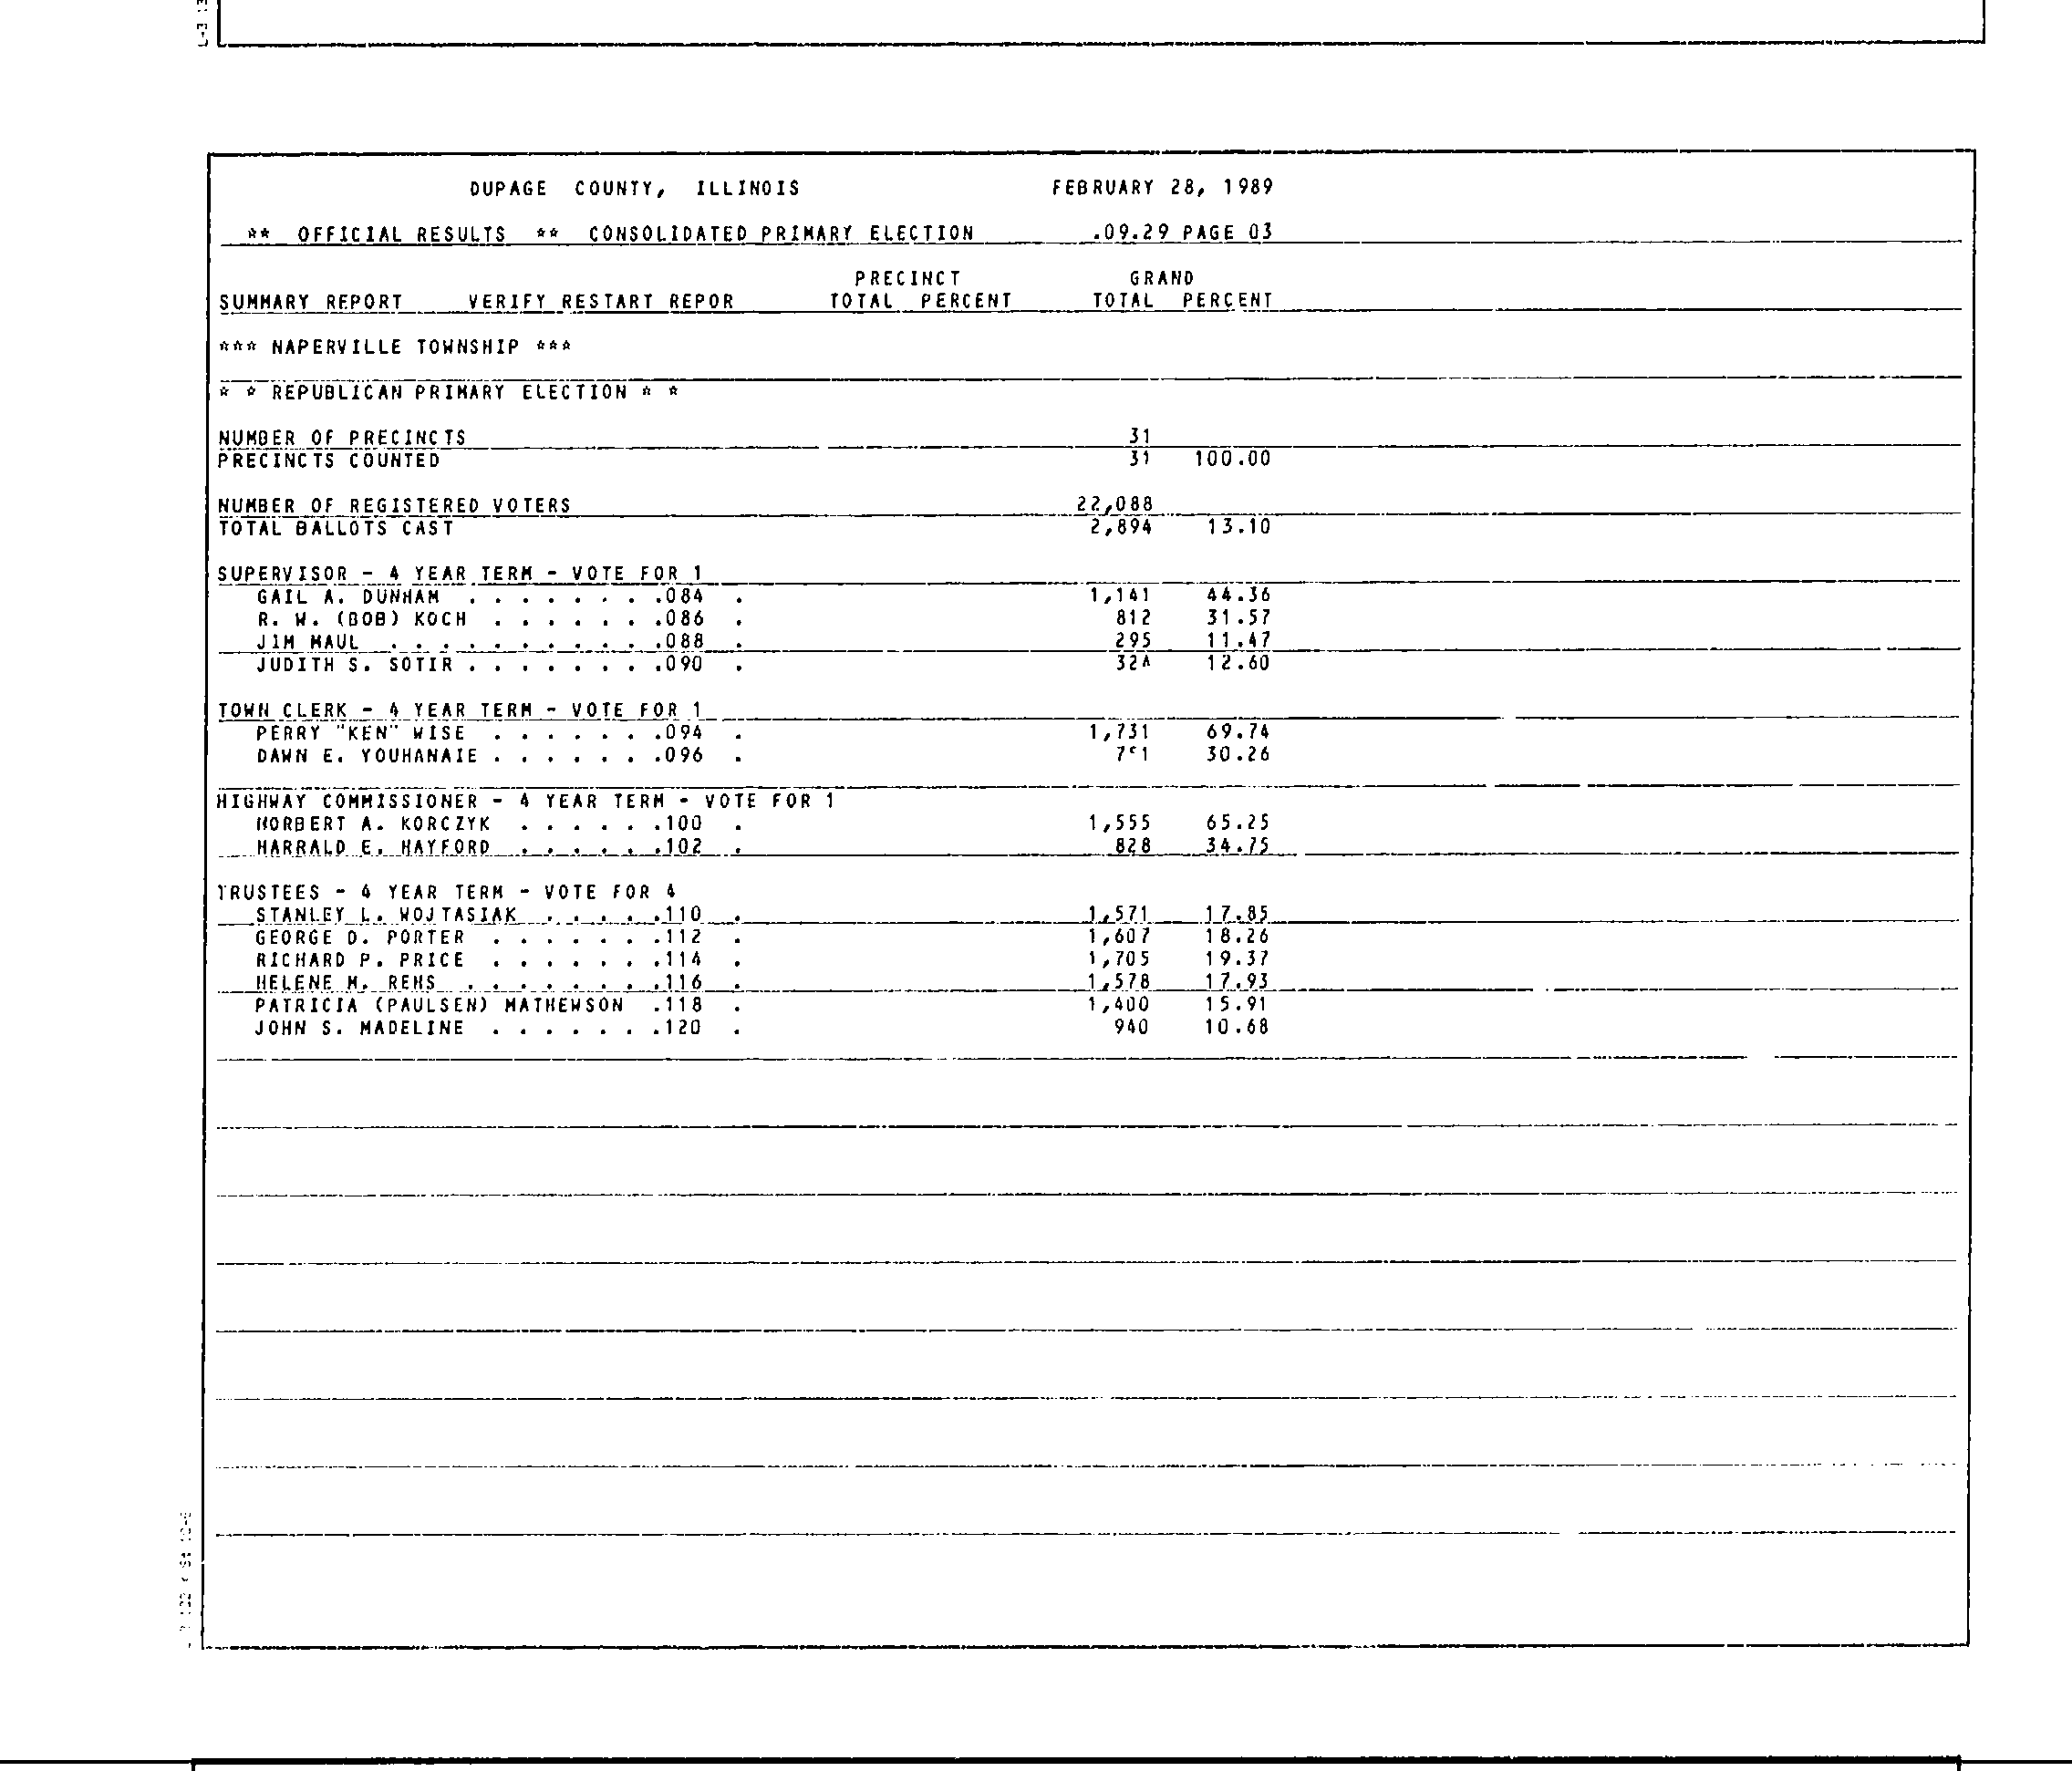 DUPAGE COUNTY, ILLINOIS FEBRUARY 28, 1989
** OFFICIAL RESULTS ** CONSOLIDATED PRIMARY ELECTION .09.29 PAGE 03
PRECINCT GRAND
SUMMARY REPORT VERIFY RESTART REPOR TOTAL PERCENT TOTAL PERCENT
*** NAPERVILLE TOWNSHIP ***
* * REPUBLICAN PRIMARY ELECTION * *
NUMBER OF PRECINCTS 31
PRECINCTS COUNTED 31 100.00
NUMBER OF REGISTERED VOTERS 22,088
TOTAL BALLOTS CAST 2,894 13.10
SUPERVISOR - 4 YEAR TERM - VOTE FOR 1
GAIL A. DUNHAM . . . . . . . .084 . 1,141 44.36
R. W. (BOB) KOCH . . . . . . .086 . 812 31.57
JIM MAUL . . . . . . . . . . .088 . 295 11.47
JUDITH S. SOTIR . . . . . . . .090 . 324 12.60
TOWN CLERK - 4 YEAR TERM - VOTE FOR 1
PERRY "KEN" WISE . . . . . . .094 . 1,731 69.74
DAWN E. YOUHANAIE . . . . . . .096 . 30.26
HIGHWAY COMMISSIONER - 4 YEAR TERM - VOTE FOR 1
NORBERT A. KORCZYK . . . . . .100 . 1,555 65.25
HARRALD E. HAYFORD . . . . . .102 . 828 34.75
TRUSTEES - 4 YEAR TERM - VOTE FOR 4
STANLEY L. WOJTASIAK . . . . .110 . 1,571 17.85
GEORGE D. PORTER . . . . . . .112 . 1,607 18.26
RICHARD P. PRICE . . . . . . .114 . 1,705 19.37
HELENE M. REHS . . . . . . . .116 . 1,578 17.93
PATRICIA (PAULSEN) MATHEWSON .118 . 1,400 15.91
JOHN S. MADELINE . . . . . . .120 . 940 10.68